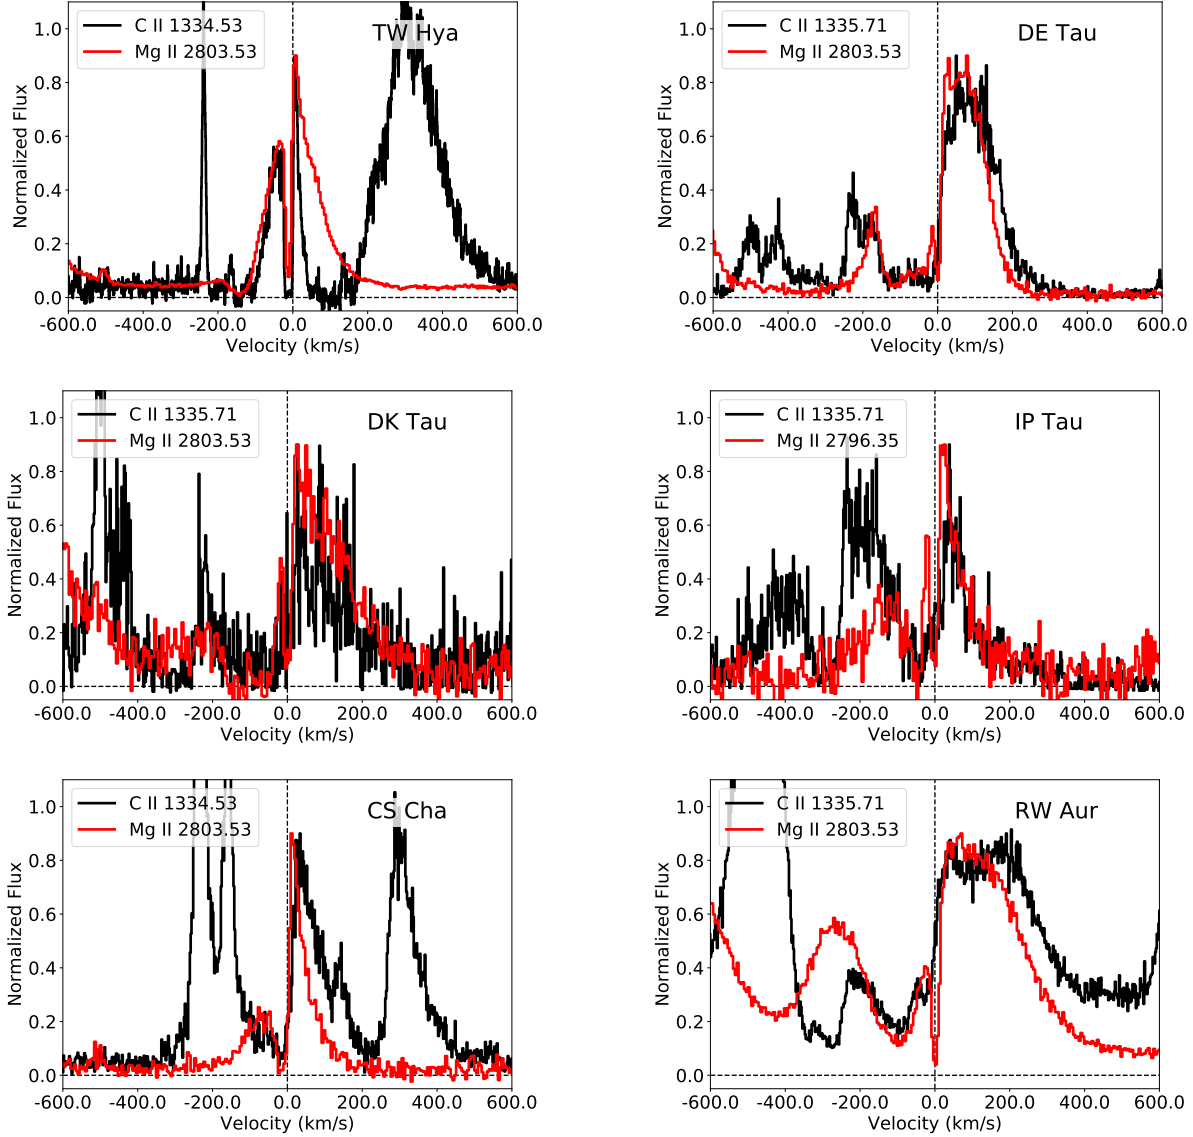 TW Hya
C II 1334.53
Mg II 2803.53
Normalized Flux
1.0
0.8
0.6
0.4
0.2
0.0
-600.0 -400.0 -200.0 0.0 200.0 400.0 600.0
Velocity (km/s)
DE Tau
C II 1335.71
Mg II 2803.53
Normalized Flux
1.0
0.8
0.6
0.4
0.2
0.0
-600.0 -400.0 -200.0 0.0 200.0 400.0 600.0
Velocity (km/s)
DK Tau
C II 1335.71
Mg II 2803.53
Normalized Flux
1.0
0.8
0.6
0.4
0.2
0.0
-600.0 -400.0 -200.0 0.0 200.0 400.0 600.0
Velocity (km/s)
IP Tau
C II 1335.71
Mg II 2796.35
Normalized Flux
1.0
0.8
0.6
0.4
0.2
0.0
-600.0 -400.0 -200.0 0.0 200.0 400.0 600.0
Velocity (km/s)
CS Cha
C II 1334.53
Mg II 2803.53
Normalized Flux
1.0
0.8
0.6
0.4
0.2
0.0
-600.0 -400.0 -200.0 0.0 200.0 400.0 600.0
Velocity (km/s)
RW Aur
C II 1335.71
Mg II 2803.53
Normalized Flux
1.0
0.8
0.6
0.4
0.2
0.0
-600.0 -400.0 -200.0 0.0 200.0 400.0 600.0
Velocity (km/s)